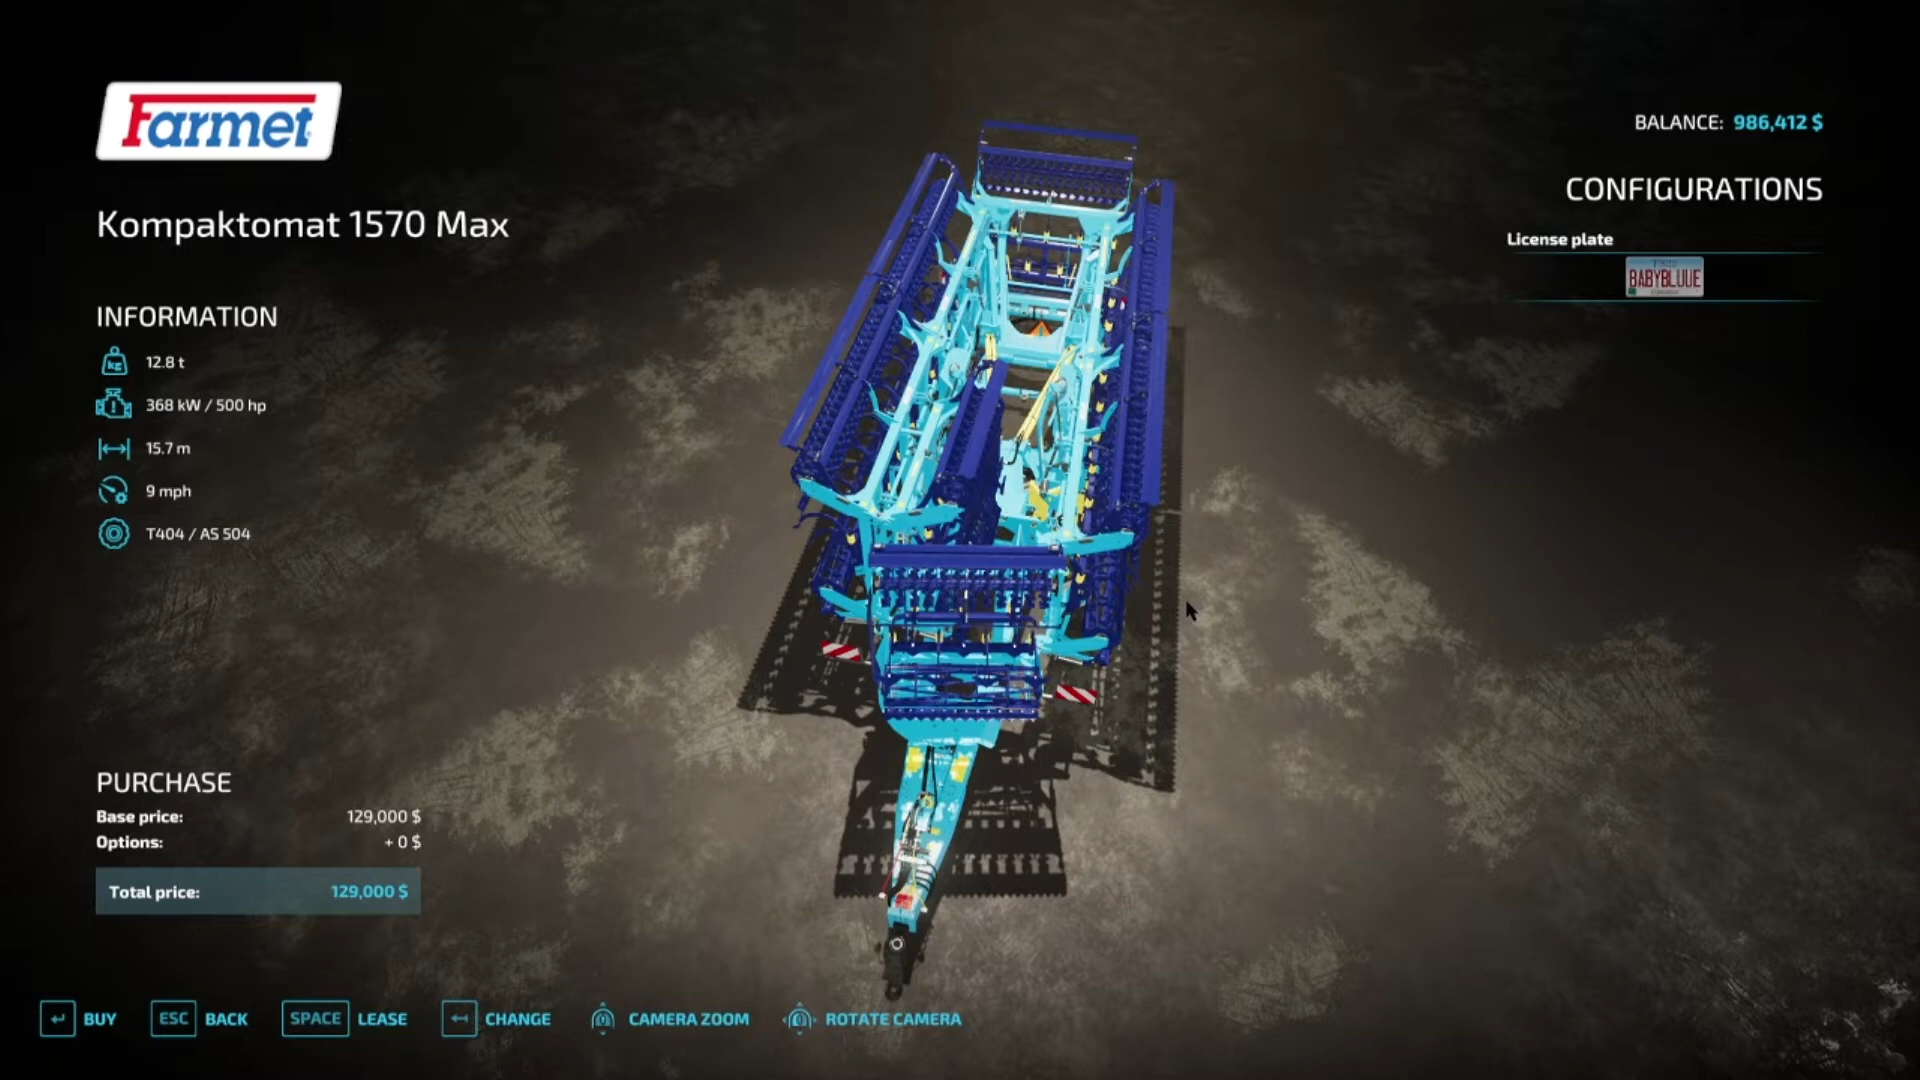 Farmet
Kompaktomat 1570 Max
INFORMATION
12.8 t
368 kW / 500 hp
15.7 m
9 mph
T404 / AS 504
PURCHASE
Base price: 129,000 $
Options: + 0 $
Total price: 129,000 $
BALANCE: 986,412 $
CONFIGURATIONS
License plate
BABYBLUUE
BUY ESC BACK SPACE LEASE CHANGE CAMERA ZOOM ROTATE CAMERA